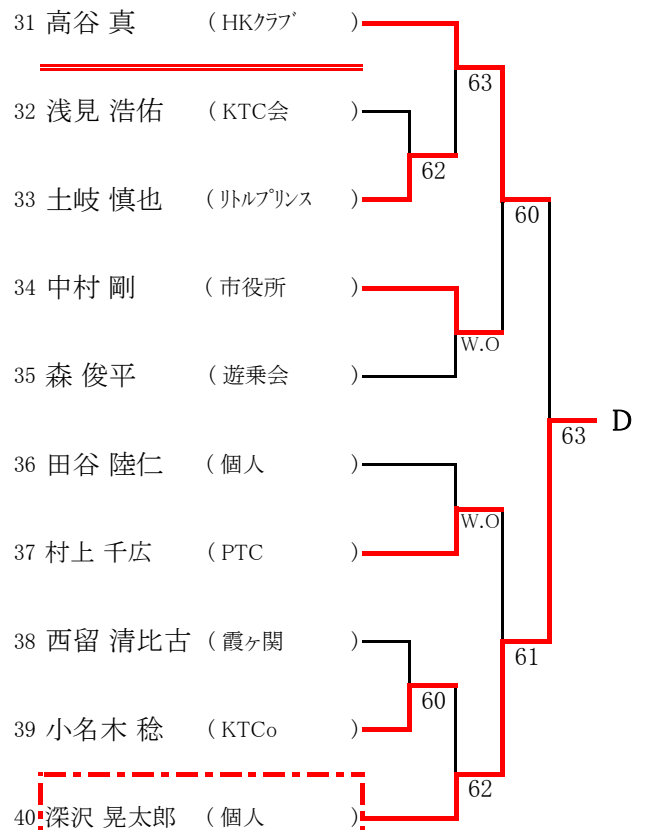 31 高谷 真 ( HKクラブ )
63
32 浅見 浩佑 ( KTC会 )
62
33 土岐 慎也 ( リトルプリンス )
60
34 中村 剛 ( 市役所 )
W.O
35 森 俊平 ( 遊乗会 )
63 D
36 田谷 陸仁 ( 個人 )
W.O
37 村上 千広 ( PTC )
38 西留 清比古 ( 霞ヶ関 )
61
60
39 小名木 稔 ( KTCo )
62
40 深沢 晃太郎 ( 個人 )